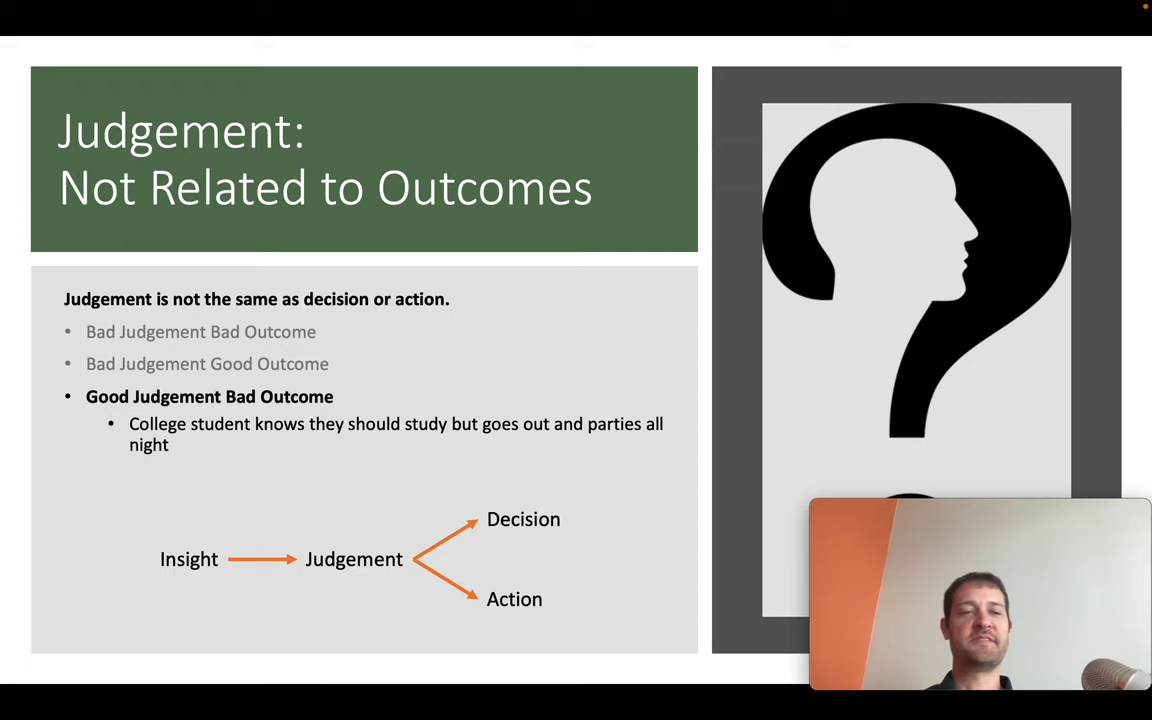 Judgement:
Not Related to Outcomes
Judgement is not the same as decision or action.
• Bad Judgement Bad Outcome
• Bad Judgement Good Outcome
• Good Judgement Bad Outcome
• College student knows they should study but goes out and parties all
night
Decision
Insight
Judgement
Action